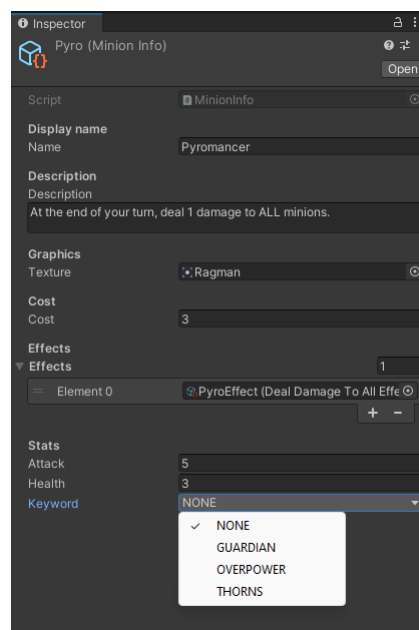 Inspector
Pyro (Minion Info)
Open
Script MinionInfo
Display name
Name Pyromancer
Description
Description
At the end of your turn, deal 1 damage to ALL minions.
Graphics
Texture Ragman
Cost
Cost 3
Effects
Effects 1
Element 0 PyroEffect (Deal Damage To All Effe
+ −
Stats
Attack 5
Health 3
Keyword NONE
NONE
GUARDIAN
OVERPOWER
THORNS